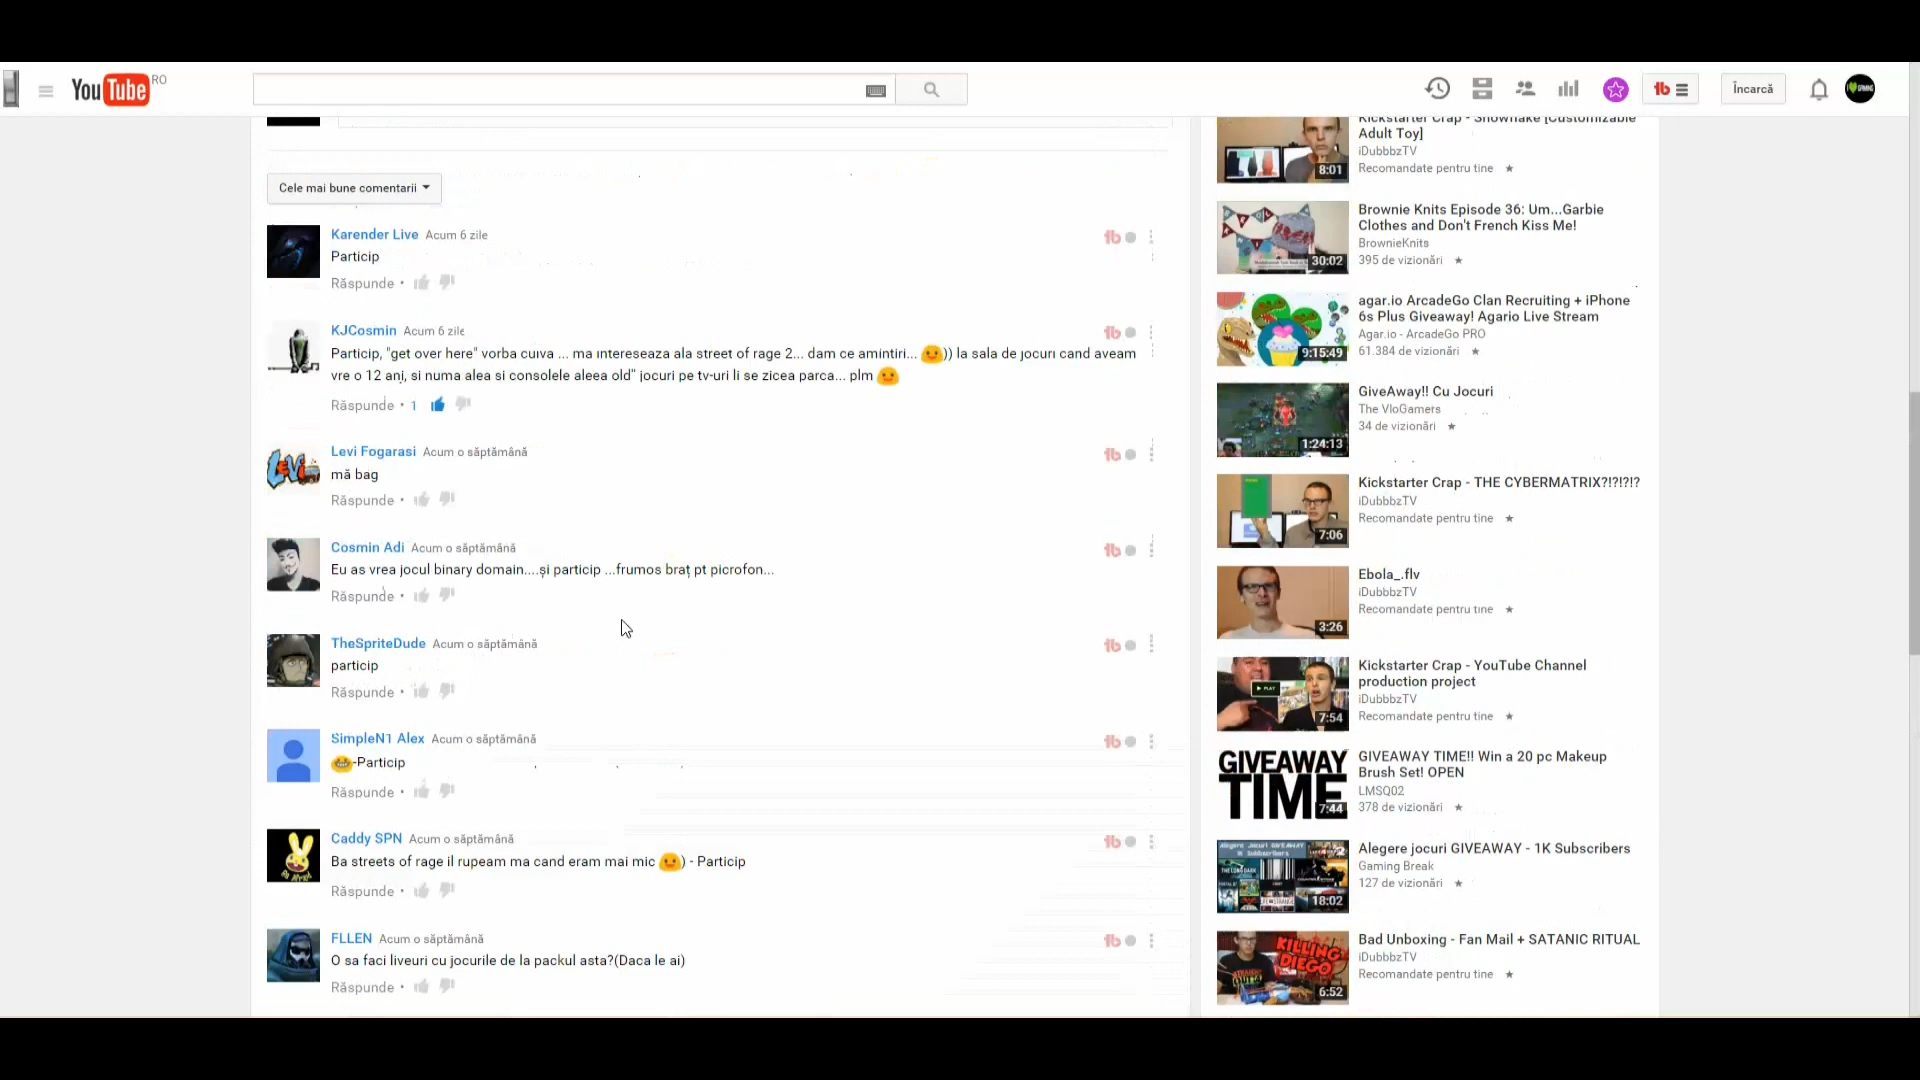 YouTube RO
Încarcă
Cele mai bune comentarii
Karender Live Acum 6 zile
Particip
Răspunde •
KJCosmin Acum 6 zile
Particip, "get over here" vorba cuiva ... ma intereseaza ala street of rage 2... dam ce amintiri... )) la sala de jocuri cand aveam
vre o 12 ani, si numa alea si consolele aleea old" jocuri pe tv-uri li se zicea parca... plm
Răspunde • 1
Levi Fogarasi Acum o săptămână
mă bag
Răspunde •
Cosmin Adi Acum o săptămână
Eu as vrea jocul binary domain....și particip ...frumos braț pt picrofon...
Răspunde •
TheSpriteDude Acum o săptămână
particip
Răspunde •
SimpleN1 Alex Acum o săptămână
-Particip
Răspunde •
Caddy SPN Acum o săptămână
Ba streets of rage il rupeam ma cand eram mai mic ) - Particip
Răspunde •
FLLEN Acum o săptămână
O sa faci liveuri cu jocurile de la packul asta?(Daca le ai)
Răspunde •
Kickstarter Crap - Snowflake [Customizable
Adult Toy]
iDubbbzTV
Recomandate pentru tine
8:01
Brownie Knits Episode 36: Um...Garbie
Clothes and Don't French Kiss Me!
BrownieKnits
395 de vizionări
30:02
agar.io ArcadeGo Clan Recruiting + iPhone
6s Plus Giveaway! Agario Live Stream
Agar.io - ArcadeGo PRO
61.384 de vizionări
9:15:49
GiveAway!! Cu Jocuri
The VloGamers
34 de vizionări
1:24:13
Kickstarter Crap - THE CYBERMATRIX?!?!?!?
iDubbbzTV
Recomandate pentru tine
7:06
Ebola_.flv
iDubbbzTV
Recomandate pentru tine
3:26
Kickstarter Crap - YouTube Channel
production project
iDubbbzTV
Recomandate pentru tine
PLAY
7:54
GIVEAWAY TIME!! Win a 20 pc Makeup
Brush Set! OPEN
LMSQ02
378 de vizionări
GIVEAWAY
TIME
7:44
Alegere jocuri GIVEAWAY - 1K Subscribers
Gaming Break
127 de vizionări
18:02
Bad Unboxing - Fan Mail + SATANIC RITUAL
iDubbbzTV
Recomandate pentru tine
KILLING
DIEGO
6:52